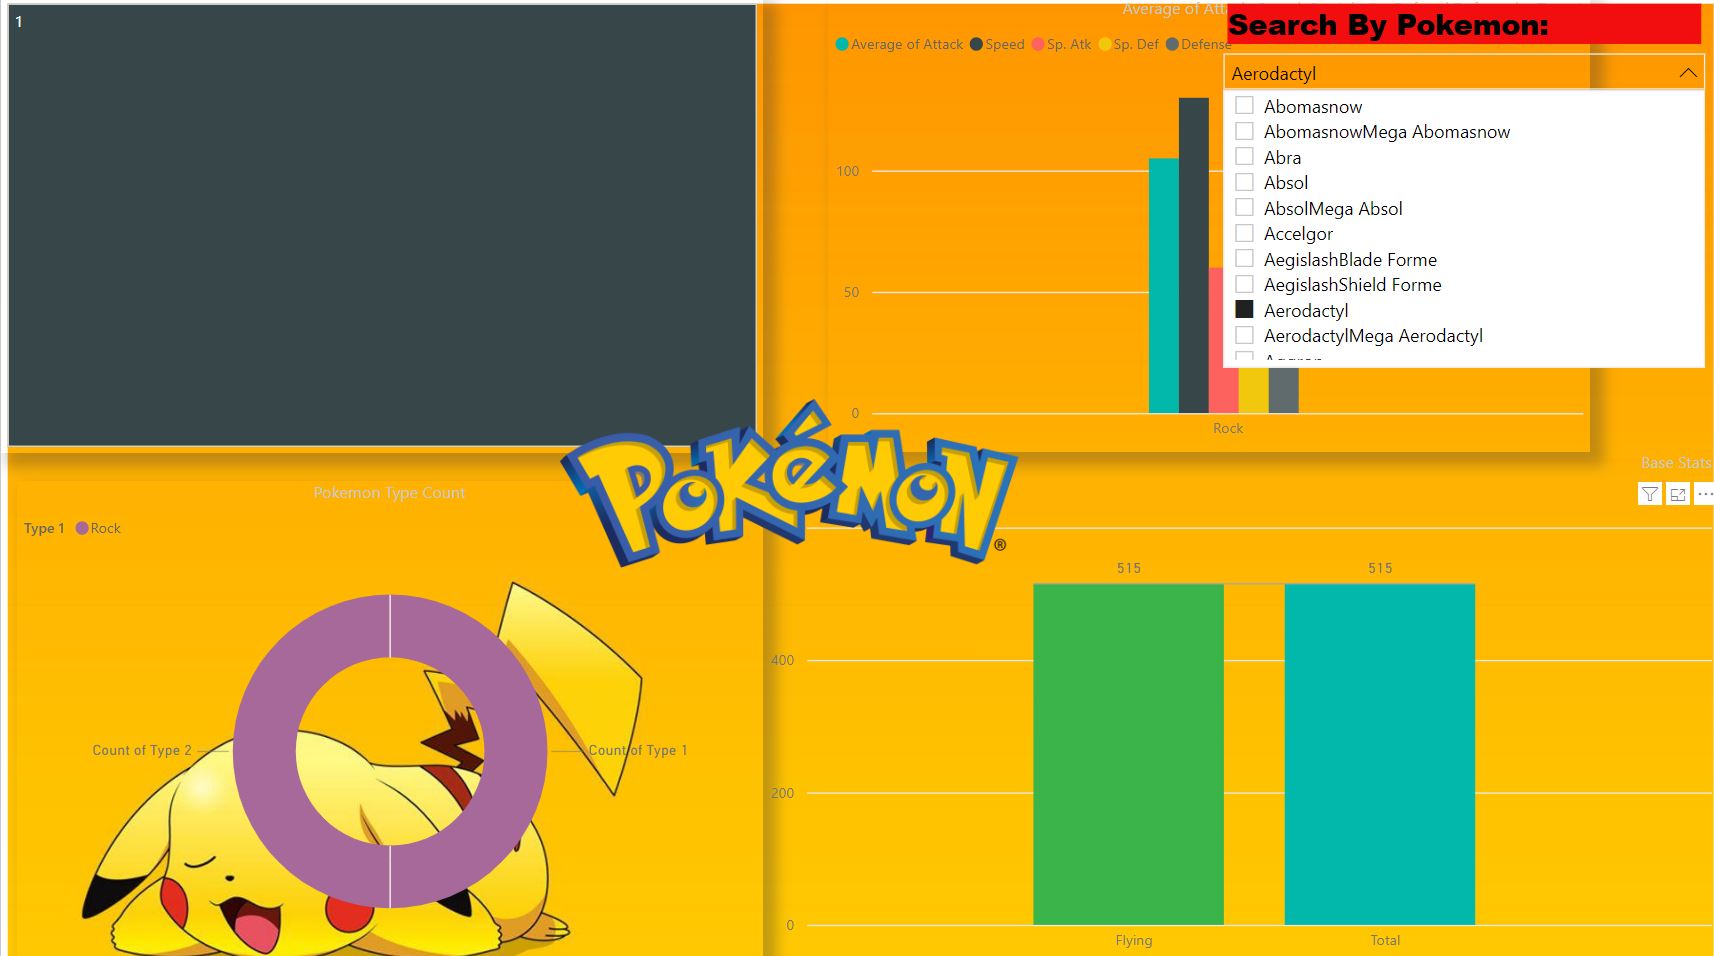 1
Average of Att
Average of Attack Speed Sp. Atk Sp. Def Defense
100
50
0
Rock
Search By Pokemon:
Aerodactyl
Abomasnow
AbomasnowMega Abomasnow
Abra
Absol
AbsolMega Absol
Accelgor
AegislashBlade Forme
AegislashShield Forme
Aerodactyl
AerodactylMega Aerodactyl
POKéMON®
Pokemon Type Count
Type 1 Rock
Count of Type 2
Count of Type 1
Base Stats
515 515
400
200
0
Flying Total